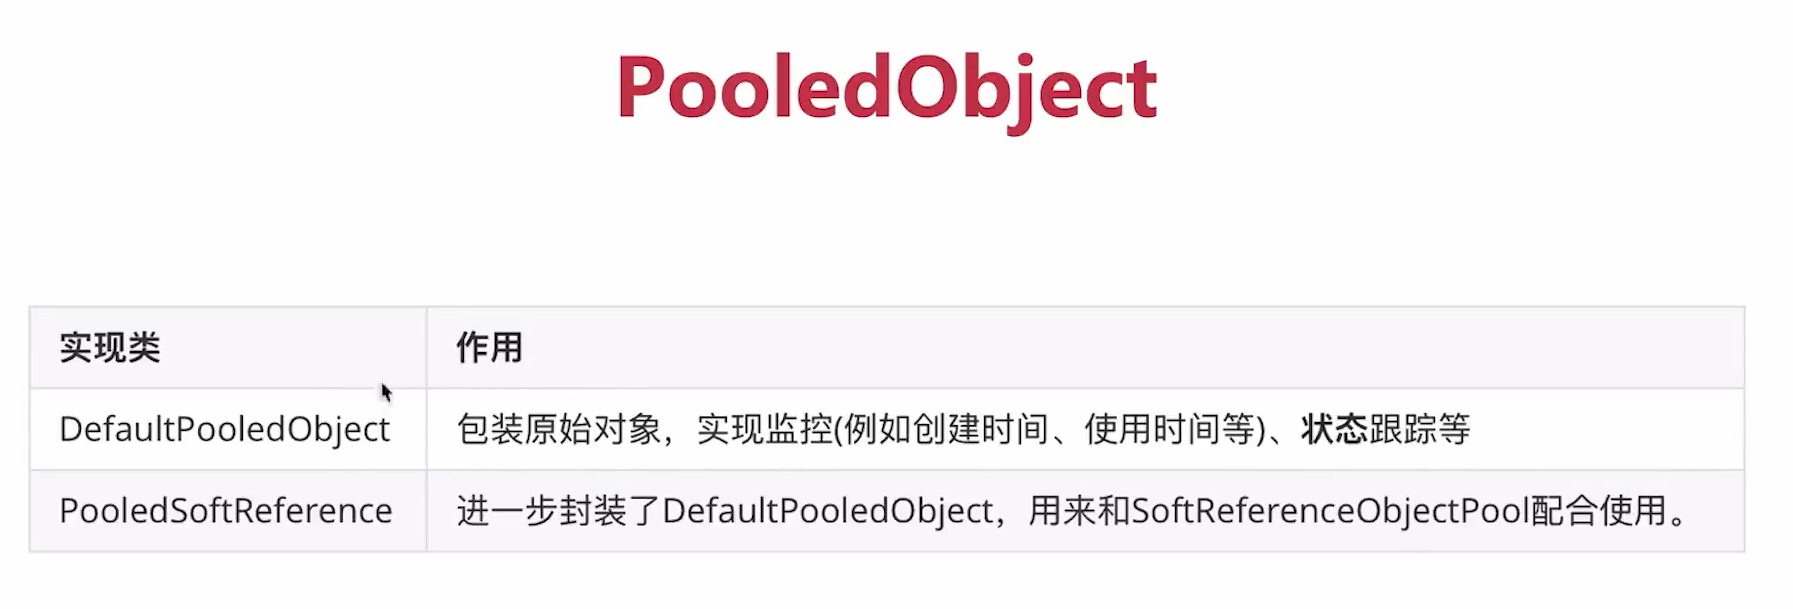 PooledObject
实现类 作用
DefaultPooledObject 包装原始对象，实现监控(例如创建时间、使用时间等)、状态跟踪等
PooledSoftReference 进一步封装了DefaultPooledObject，用来和SoftReferenceObjectPool配合使用。